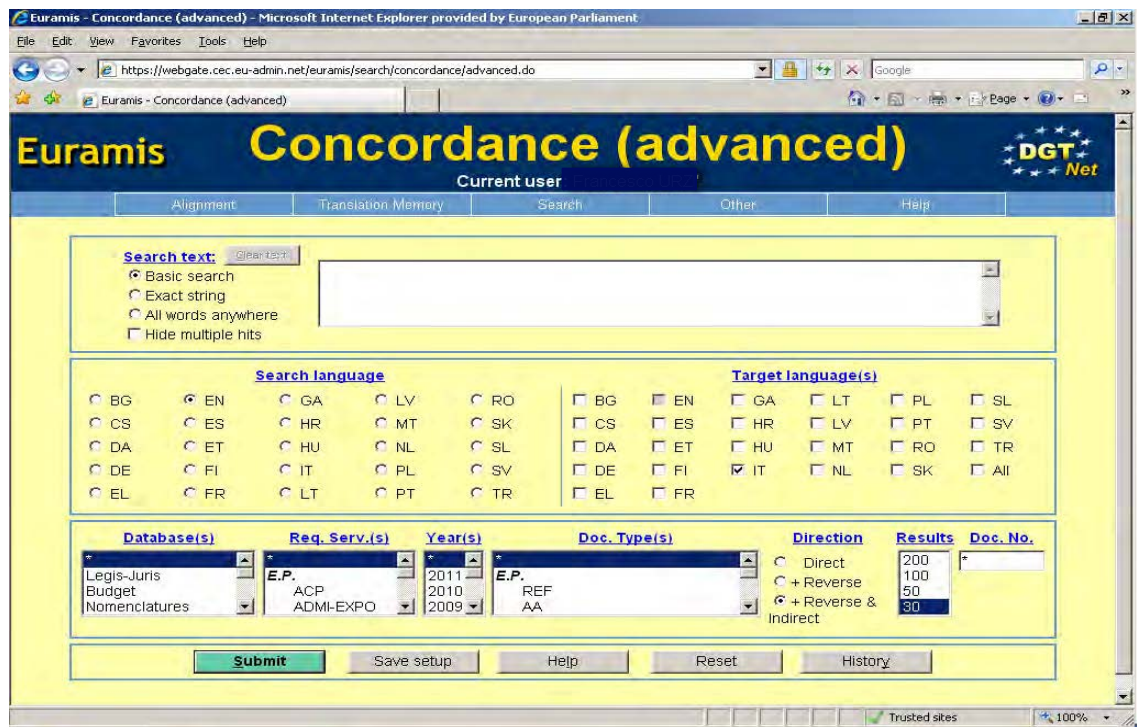 Euramis - Concordance (advanced) - Microsoft Internet Explorer provided by European Parliament
File Edit View Favorites Tools Help
https://webgate.cec.eu-admin.net/euramis/search/concordance/advanced.do Google
Euramis - Concordance (advanced) Page
Euramis Concordance (advanced) DGT Net
Current user
Alignment Translation Memory Search Other Help
Search text: Clear text
Basic search
Exact string
All words anywhere
Hide multiple hits
Search language Target language(s)
BG EN GA LV RO BG EN GA LT PL SL
CS ES HR MT SK CS ES HR LV PT SV
DA ET HU NL SL DA ET HU MT RO TR
DE FI IT PL SV DE FI IT NL SK All
EL FR LT PT TR EL FR
Database(s) Req. Serv.(s) Year(s) Doc. Type(s) Direction Results Doc. No.
* * * * Direct 200 *
Legis-Juris E.P. 2011 E.P. + Reverse 100
Budget ACP 2010 REF + Reverse & 50
Nomenclatures ADMI-EXPO 2009 AA Indirect 30
Submit Save setup Help Reset History
Trusted sites 100%